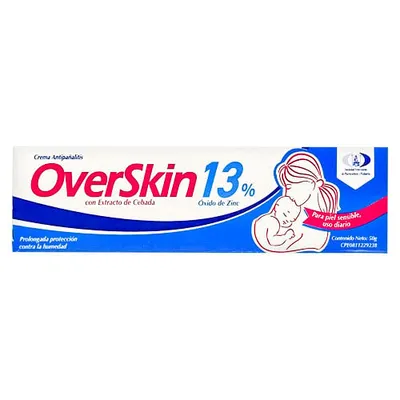 Crema Antipañalitis
OverSkin 13%
con Extracto de Cebada
Óxido de Zinc
Para piel sensible,
uso diario
Prolongada protección
contra la humedad
Contenido Neto: 50g